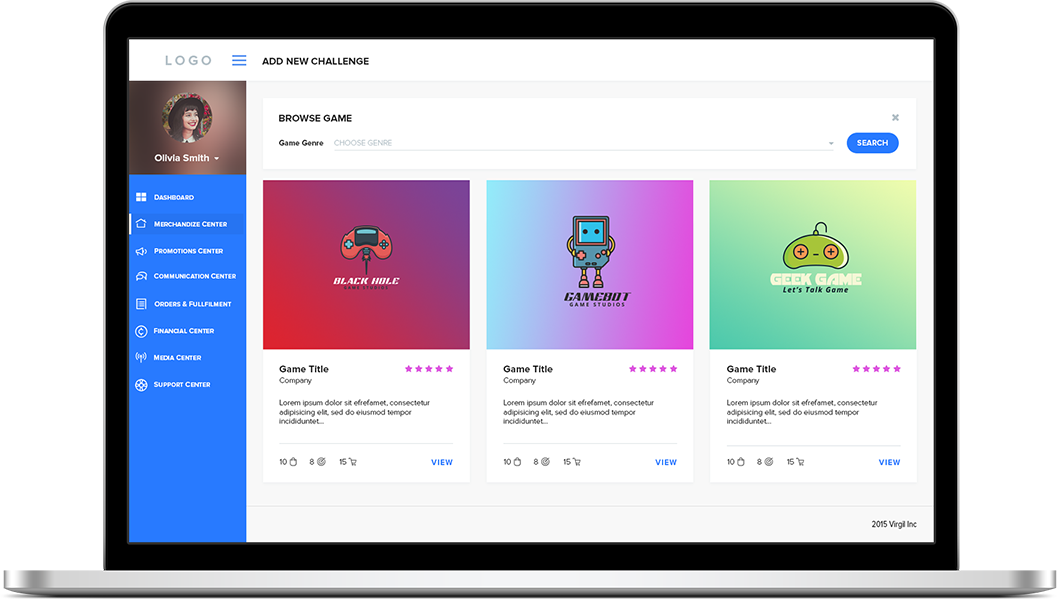 LOGO
ADD NEW CHALLENGE
Olivia Smith
DASHBOARD
MERCHANDIZE CENTER
PROMOTIONS CENTER
COMMUNICATION CENTER
ORDERS & FULLFILMENT
FINANCIAL CENTER
MEDIA CENTER
SUPPORT CENTER
BROWSE GAME
Game Genre CHOOSE GENRE SEARCH
BLACK HOLE
GAME STUDIOS
Game Title
Company
Lorem ipsum dolor sit efrefamet, consectetur
adipisicing elit, sed do eiusmod tempor
incididuntet...
10 8 15 VIEW
GAMEBOT
GAME STUDIOS
Game Title
Company
Lorem ipsum dolor sit efrefamet, consectetur
adipisicing elit, sed do eiusmod tempor
incididuntet...
10 8 15 VIEW
GEEK GAME
Let's Talk Game
Game Title
Company
Lorem ipsum dolor sit efrefamet, consectetur
adipisicing elit, sed do eiusmod tempor
incididuntet...
10 8 15 VIEW
2015 Virgil Inc